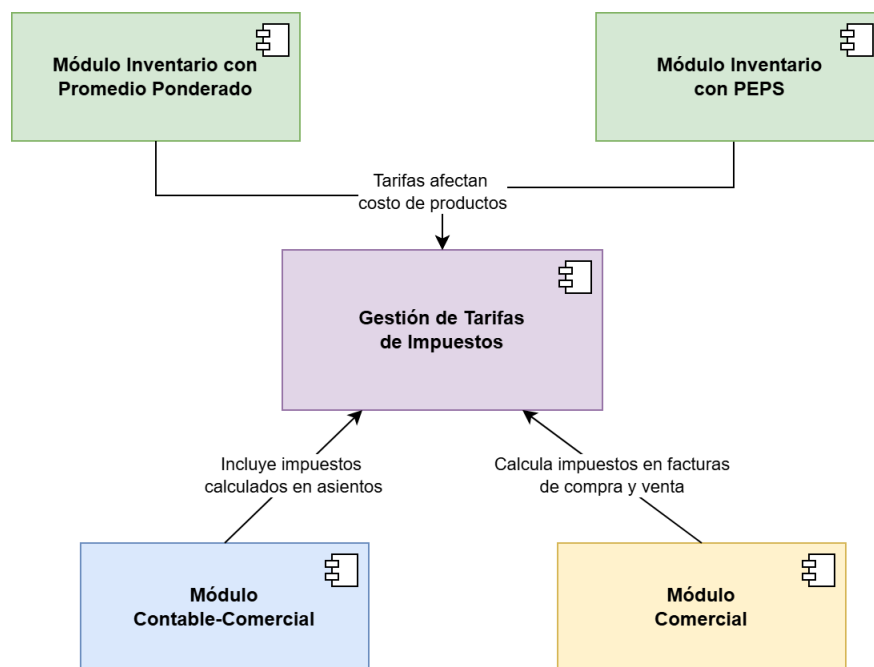 Módulo Inventario con
Promedio Ponderado
Módulo Inventario
con PEPS
Tarifas afectan
costo de productos
Gestión de Tarifas
de Impuestos
Incluye impuestos
calculados en asientos
Calcula impuestos en facturas
de compra y venta
Módulo
Contable-Comercial
Módulo
Comercial